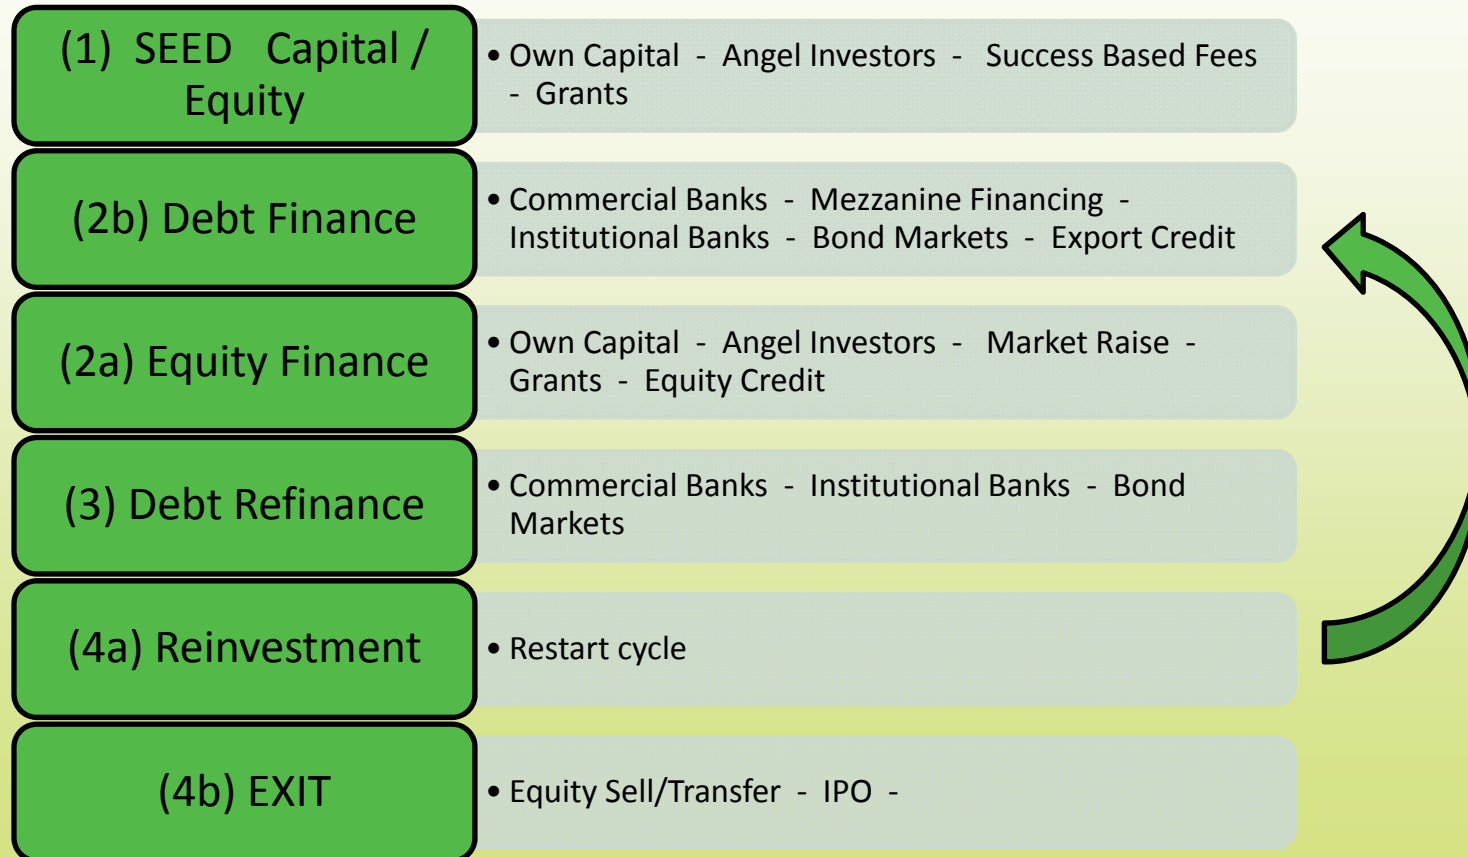 (1) SEED Capital /
Equity
• Own Capital - Angel Investors - Success Based Fees
- Grants
(2b) Debt Finance
• Commercial Banks - Mezzanine Financing -
Institutional Banks - Bond Markets - Export Credit
(2a) Equity Finance
• Own Capital - Angel Investors - Market Raise -
Grants - Equity Credit
(3) Debt Refinance
• Commercial Banks - Institutional Banks - Bond
Markets
(4a) Reinvestment
• Restart cycle
(4b) EXIT
• Equity Sell/Transfer - IPO -